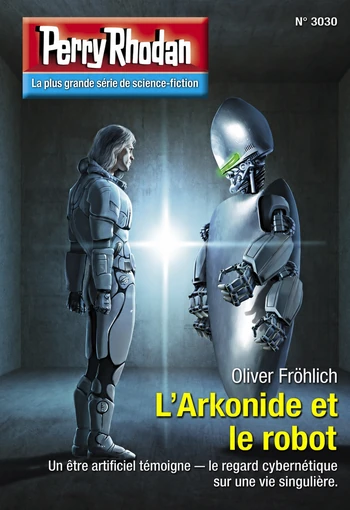 N° 3030
Perry Rhodan
La plus grande série de science-fiction
Oliver Fröhlich
L'Arkonide et
le robot
Un être artificiel témoigne — le regard cybernétique
sur une vie singulière.